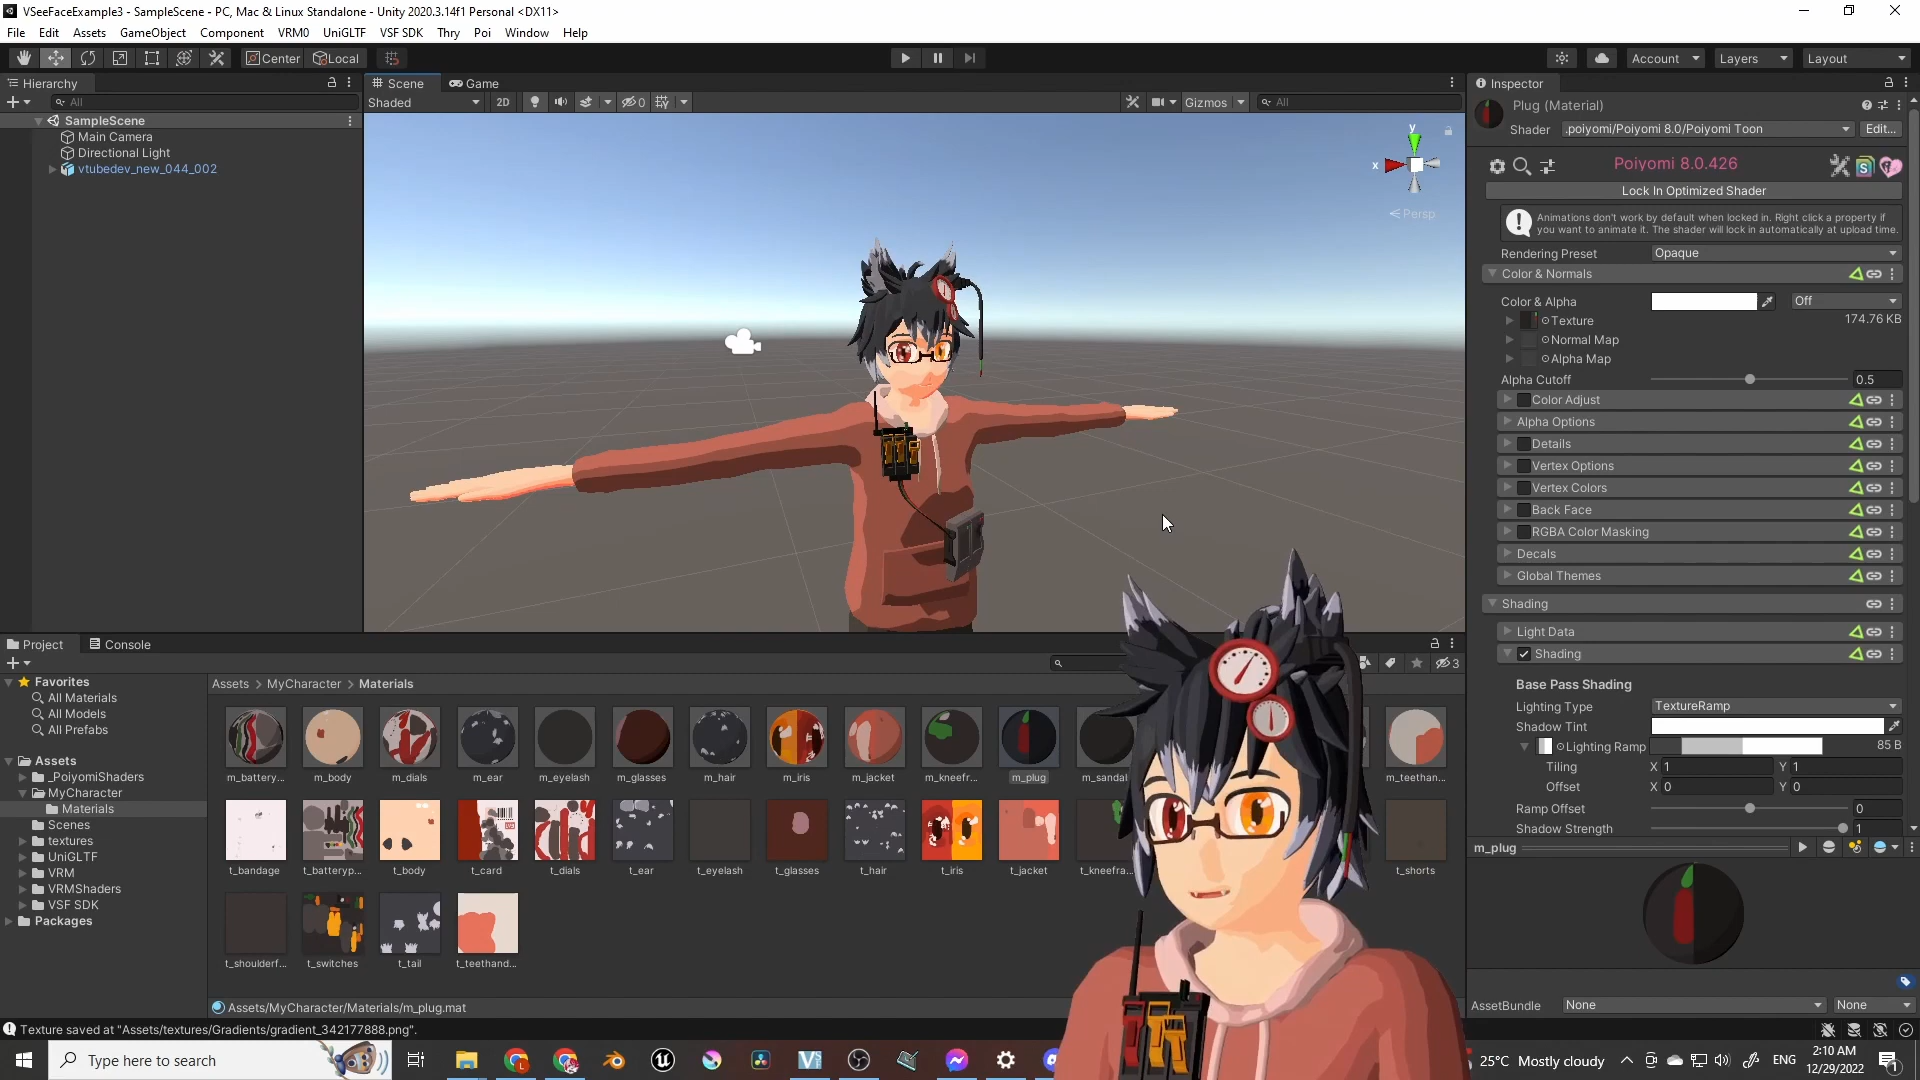 VSeeFaceExample3 - SampleScene - PC, Mac & Linux Standalone - Unity 2020.3.14f1 Personal <DX11>
File Edit Assets GameObject Component VRM0 UniGLTF VSF SDK Thry Poi Window Help
Center Local Account Layers Layout
Hierarchy
All
SampleScene
Main Camera
Directional Light
vtubedev_new_044_002
Scene Game
Shaded 2D 0 Gizmos All
y
x
Persp
Inspector
Plug (Material)
Shader .poiyomi/Poiyomi 8.0/Poiyomi Toon Edit...
Poiyomi 8.0.426
Lock In Optimized Shader
Animations don't work by default when locked in. Right click a property if
you want to animate it. The shader will lock in automatically at upload time.
Rendering Preset Opaque
Color & Normals
Color & Alpha Off
Texture 174.76 KB
Normal Map
Alpha Map
Alpha Cutoff 0.5
Color Adjust
Alpha Options
Details
Vertex Options
Vertex Colors
Back Face
RGBA Color Masking
Decals
Global Themes
Shading
Light Data
Shading
Base Pass Shading
Lighting Type TextureRamp
Shadow Tint
Lighting Ramp 85 B
Tiling X 1 Y 1
Offset X 0 Y 0
Ramp Offset 0
Shadow Strength 1
m_plug
AssetBundle None None
Project Console
3
Favorites
All Materials
All Models
All Prefabs
Assets
_PoiyomiShaders
MyCharacter
Materials
Scenes
textures
UniGLTF
VRM
VRMShaders
VSF SDK
Packages
Assets > MyCharacter > Materials
m_battery... m_body m_dials m_ear m_eyelash m_glasses m_hair m_iris m_jacket m_kneefr... m_plug m_sandal m_teethan...
t_bandage t_batteryp... t_body t_card t_dials t_ear t_eyelash t_glasses t_hair t_iris t_jacket t_kneefra... t_shorts
t_shoulderf... t_switches t_tail t_teethand...
Assets/MyCharacter/Materials/m_plug.mat
Texture saved at "Assets/textures/Gradients/gradient_342177888.png".
Type here to search
25°C Mostly cloudy
ENG
2:10 AM
12/29/2022
1